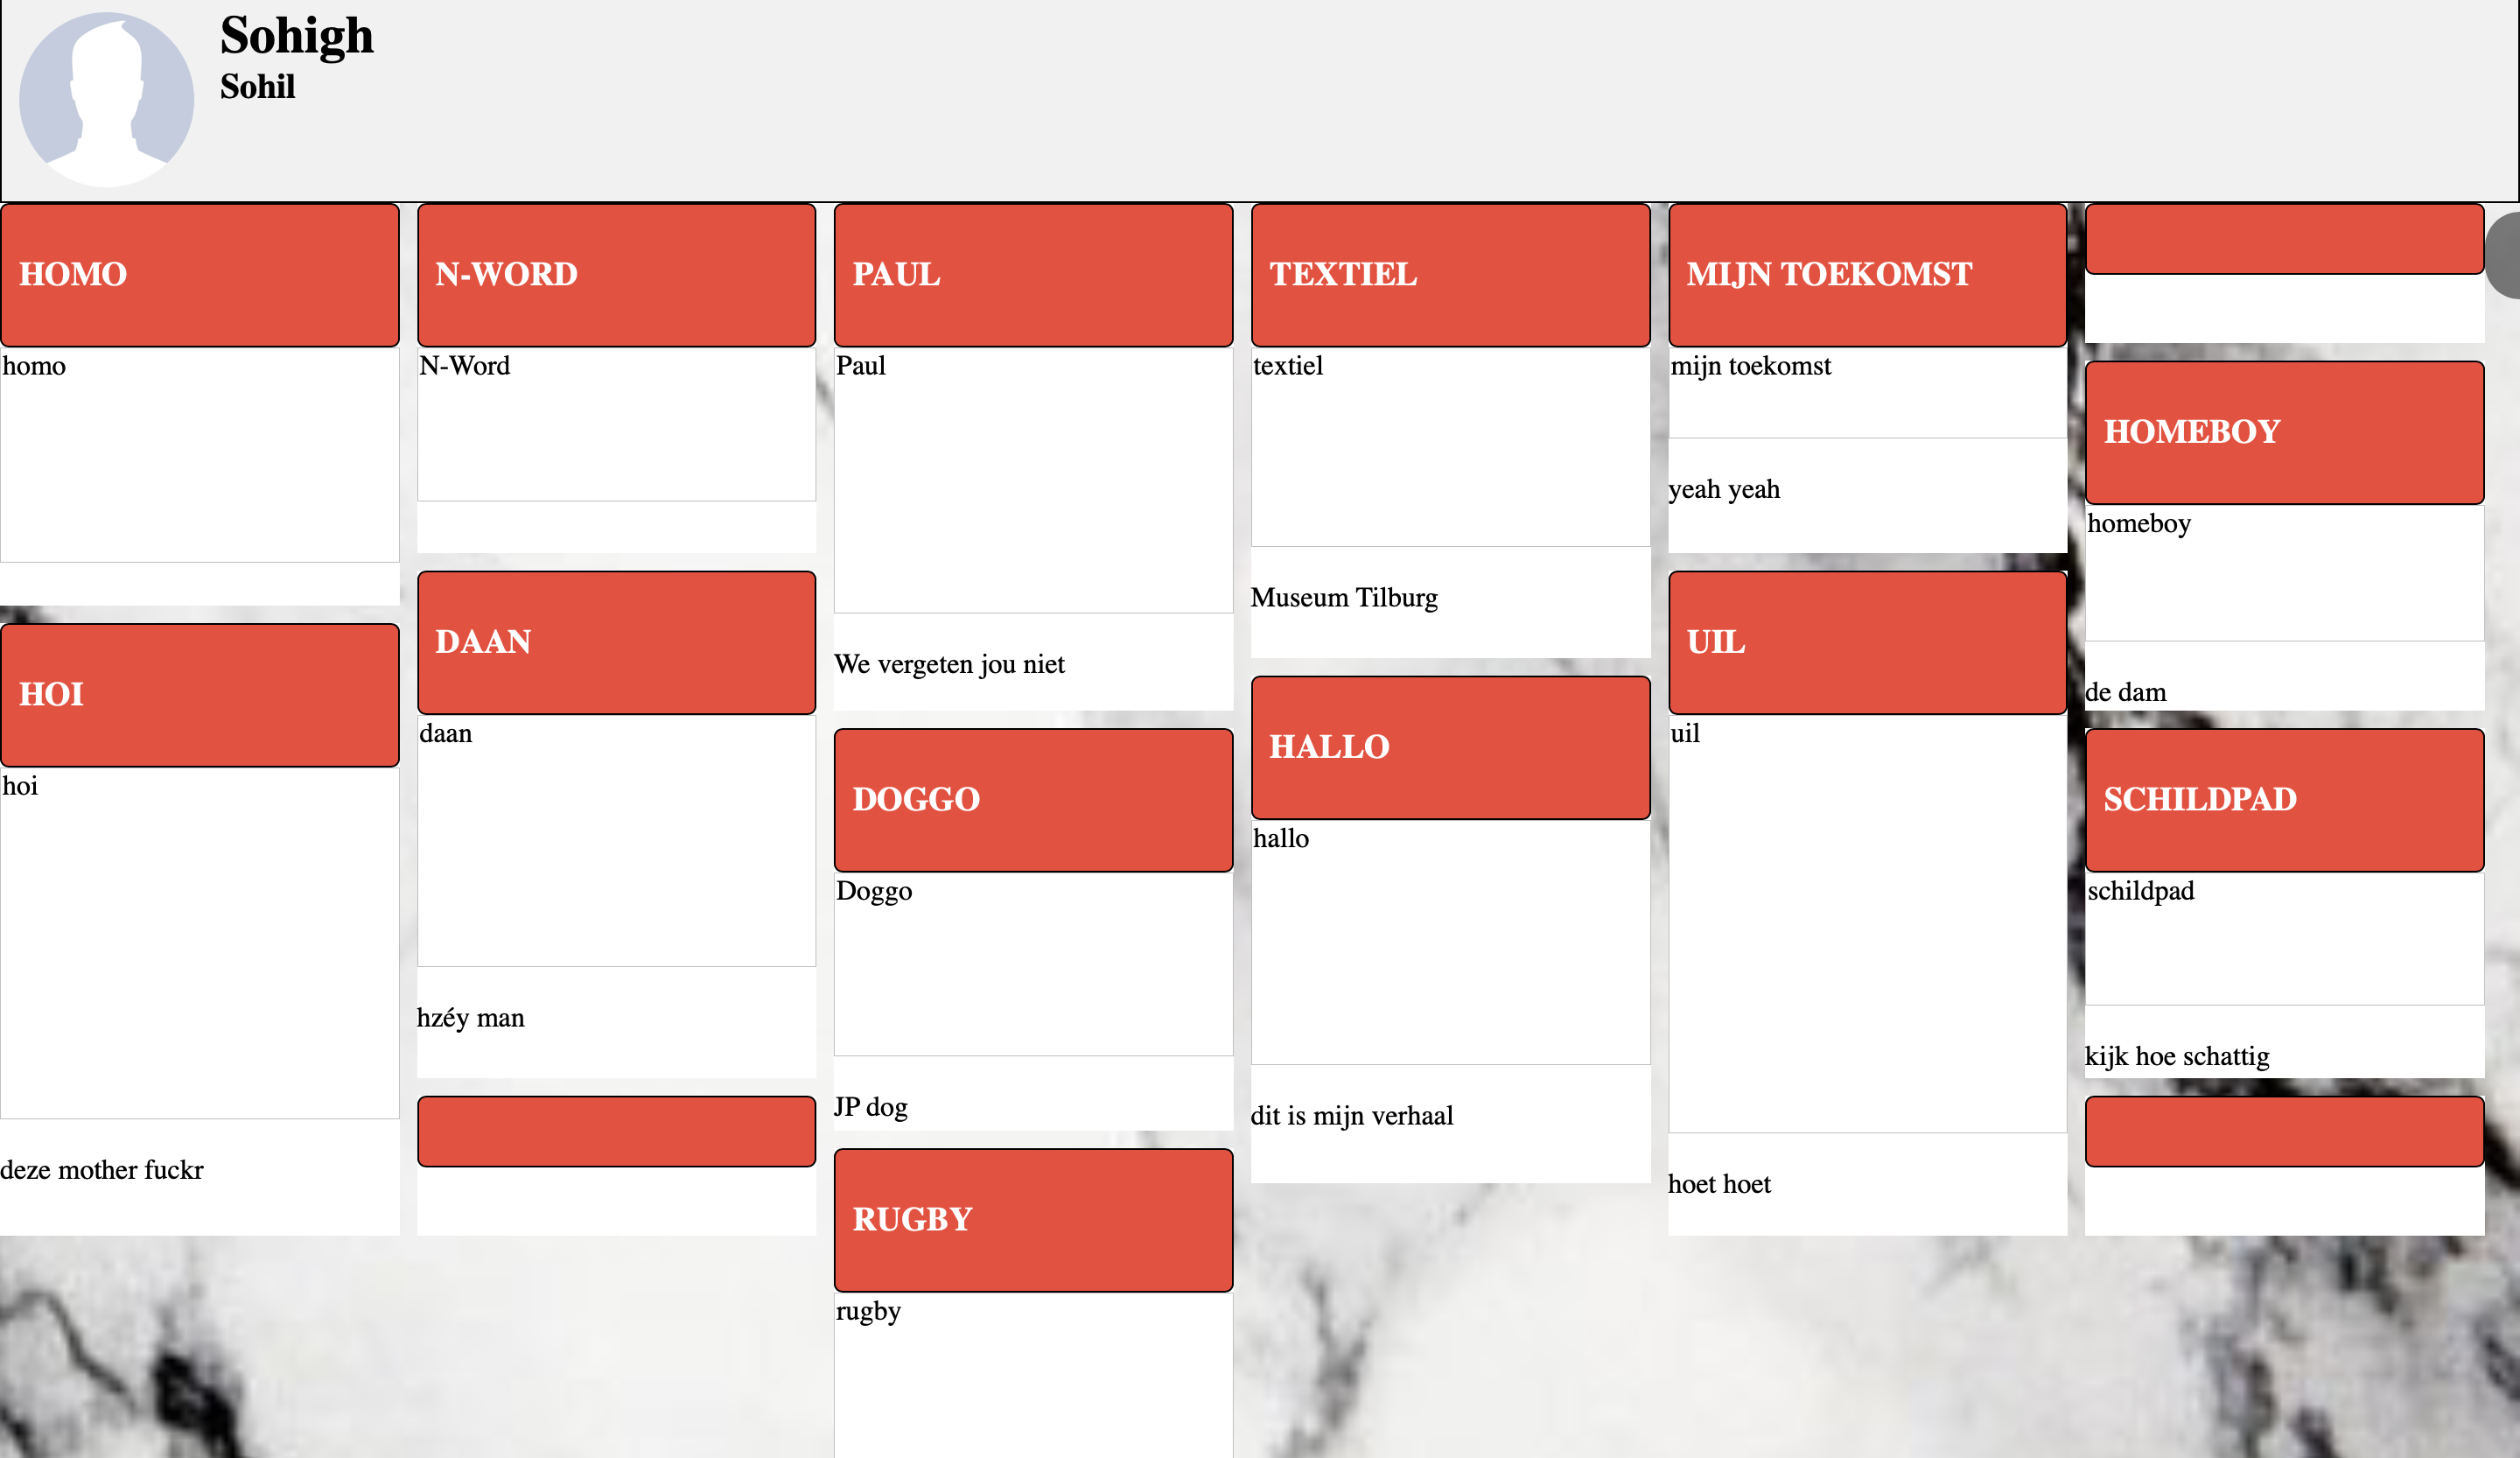 Sohigh
Sohil
HOMO
homo
HOI
hoi
deze mother fuckr
N-WORD
N-Word
DAAN
daan
hzéy man
PAUL
Paul
We vergeten jou niet
DOGGO
Doggo
JP dog
RUGBY
rugby
TEXTIEL
textiel
Museum Tilburg
HALLO
hallo
dit is mijn verhaal
MIJN TOEKOMST
mijn toekomst
yeah yeah
UIL
uil
hoet hoet
HOMEBOY
homeboy
de dam
SCHILDPAD
schildpad
kijk hoe schattig